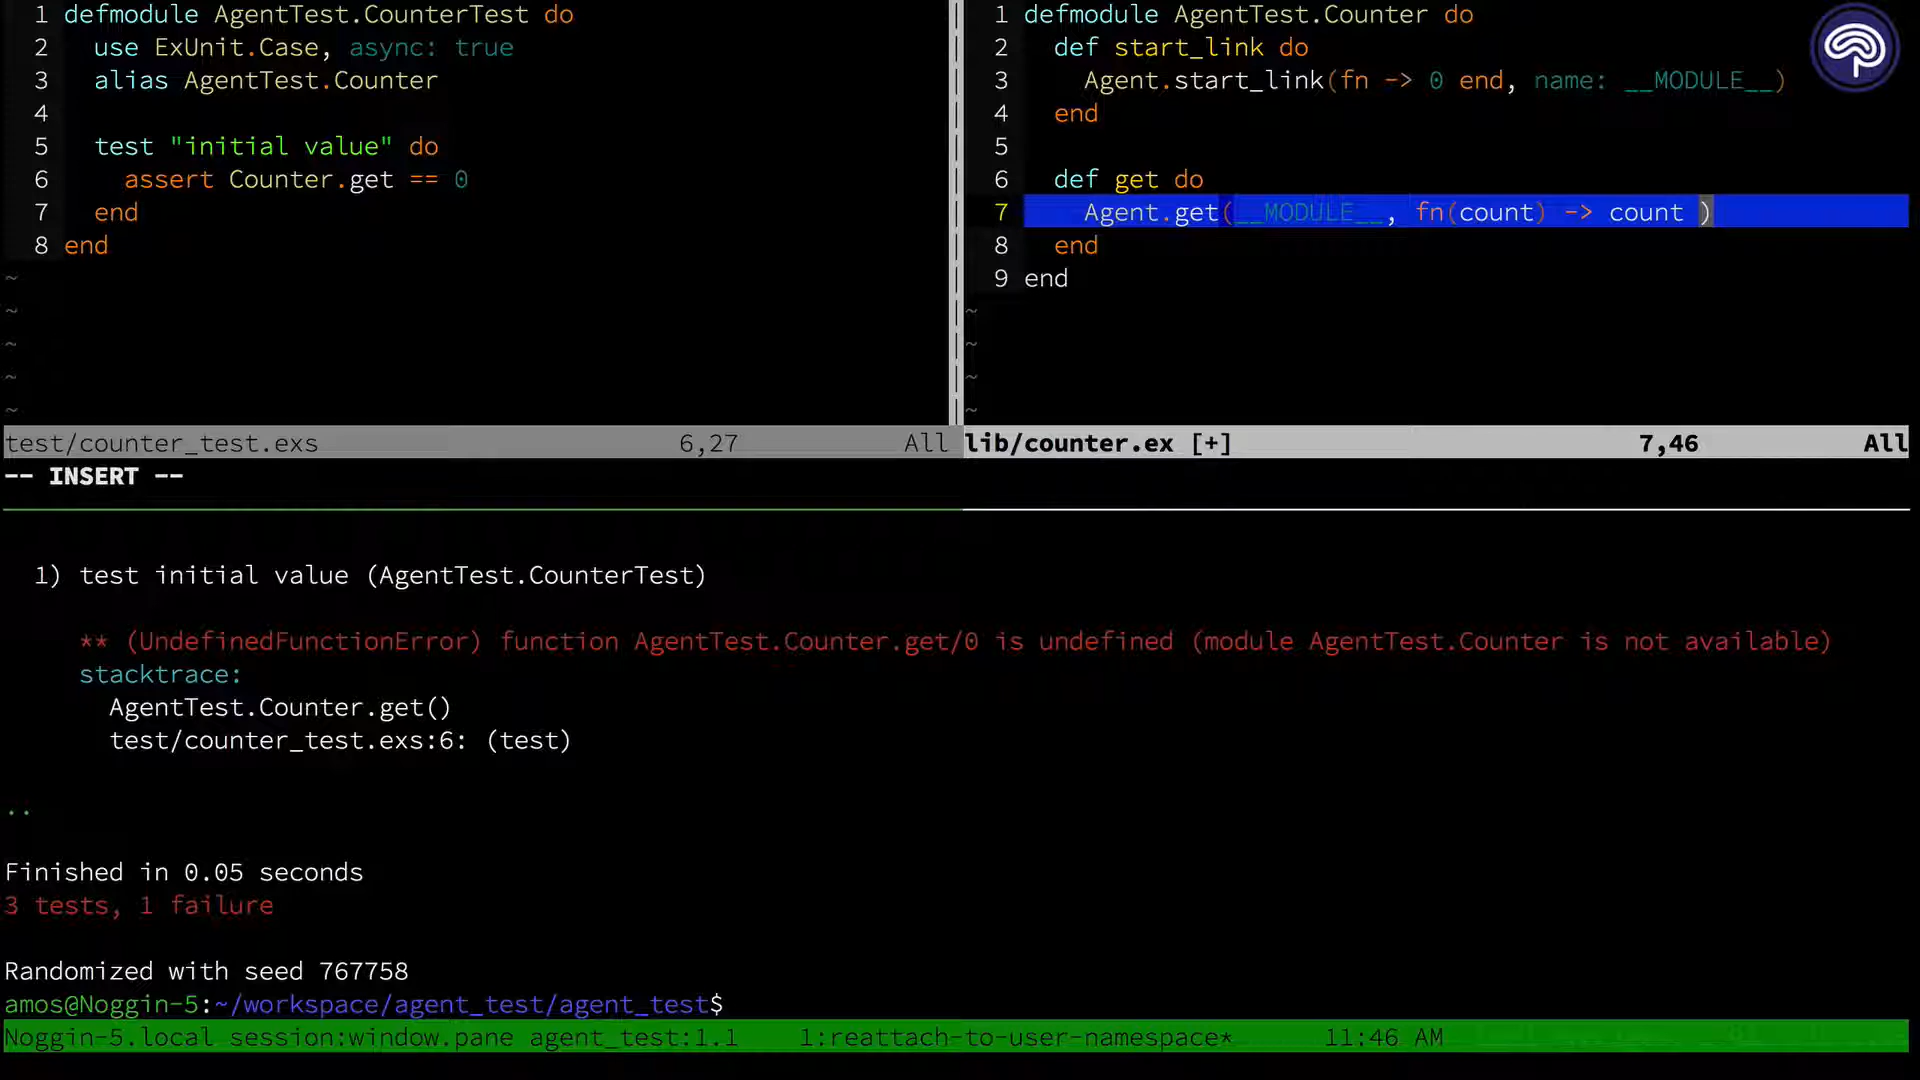 1 defmodule AgentTest.CounterTest do
2   use ExUnit.Case, async: true
3   alias AgentTest.Counter
4
5   test "initial value" do
6     assert Counter.get == 0
7   end
8 end
~
~
~
~
~
test/counter_test.exs 6,27 All
1 defmodule AgentTest.Counter do
2   def start_link do
3     Agent.start_link(fn -> 0 end, name: __MODULE__)
4   end
5
6   def get do
7     Agent.get(__MODULE__, fn(count) -> count )
8   end
9 end
~
~
~
~
lib/counter.ex [+] 7,46 All
-- INSERT --
1) test initial value (AgentTest.CounterTest)
** (UndefinedFunctionError) function AgentTest.Counter.get/0 is undefined (module AgentTest.Counter is not available)
stacktrace:
AgentTest.Counter.get()
test/counter_test.exs:6: (test)
..
Finished in 0.05 seconds
3 tests, 1 failure
Randomized with seed 767758
amos@Noggin-5:~/workspace/agent_test/agent_test$
Noggin-5.local session:window.pane agent_test:1.1 1:reattach-to-user-namespace* 11:46 AM